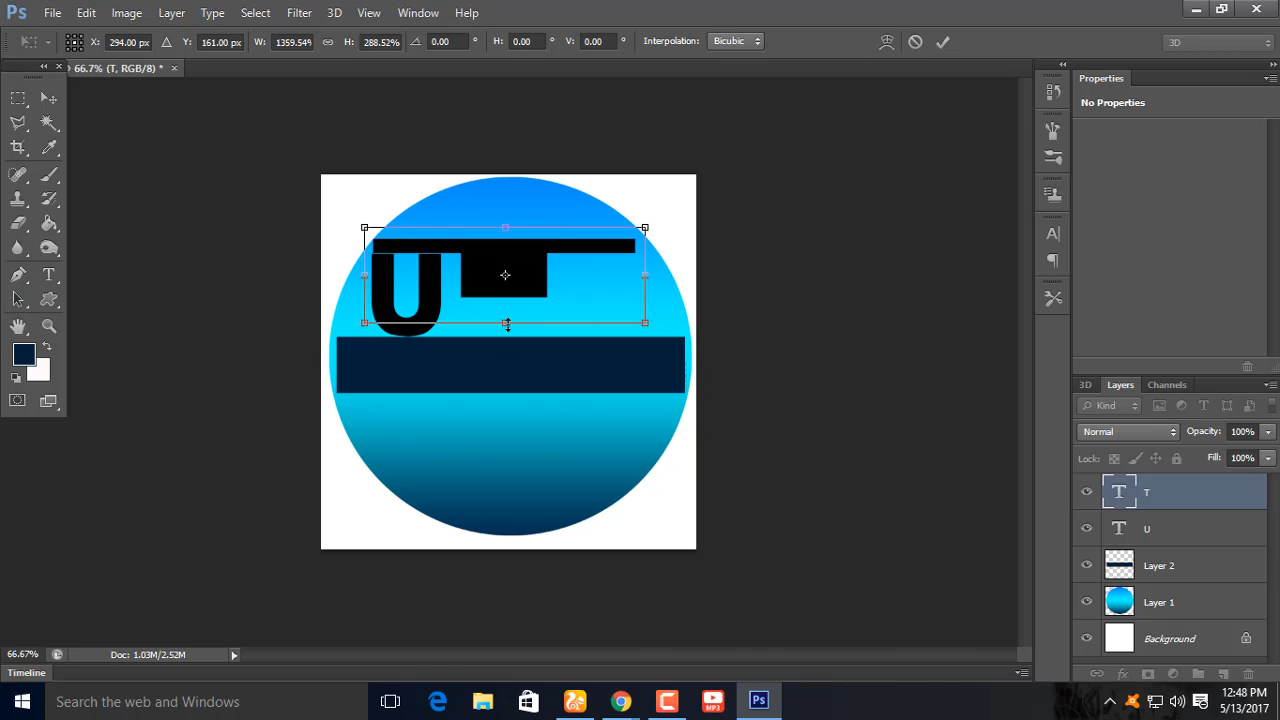 Ps File Edit Image Layer Type Select Filter 3D View Window Help
X: 294.00 px Y: 161.00 px W: 1359.54% H: 288.52% 0.00 ° H: 0.00 ° V: 0.00 ° Interpolation: Bicubic 3D
66.7% (T, RGB/8) * ×
Properties
No Properties
U T
3D Layers Channels
Kind
Normal Opacity: 100%
Lock: Fill: 100%
T T
T U
Layer 2
Layer 1
Background
66.67% Doc: 1.03M/2.52M
Timeline
Search the web and Windows
MP3
Ps
12:48 PM
5/13/2017